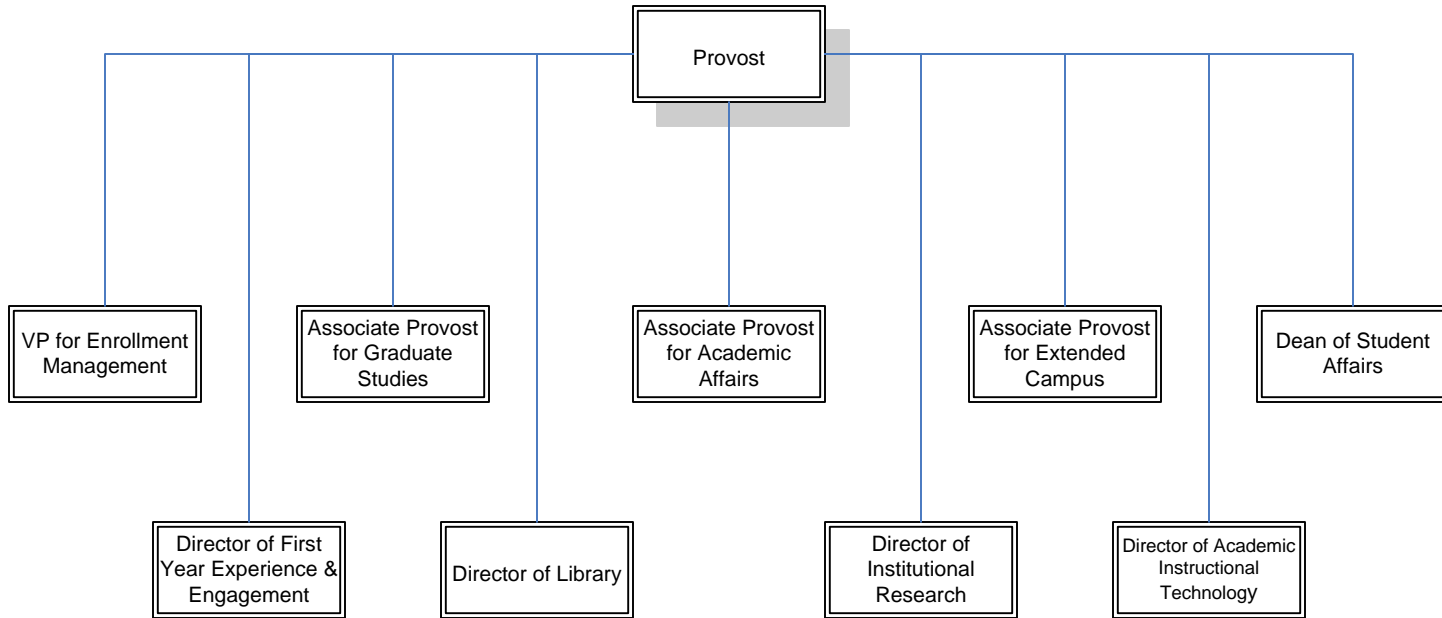 Provost
VP for Enrollment
Management
Associate Provost
for Graduate
Studies
Associate Provost
for Academic
Affairs
Associate Provost
for Extended
Campus
Dean of Student
Affairs
Director of First
Year Experience &
Engagement
Director of Library
Director of
Institutional
Research
Director of Academic
Instructional
Technology